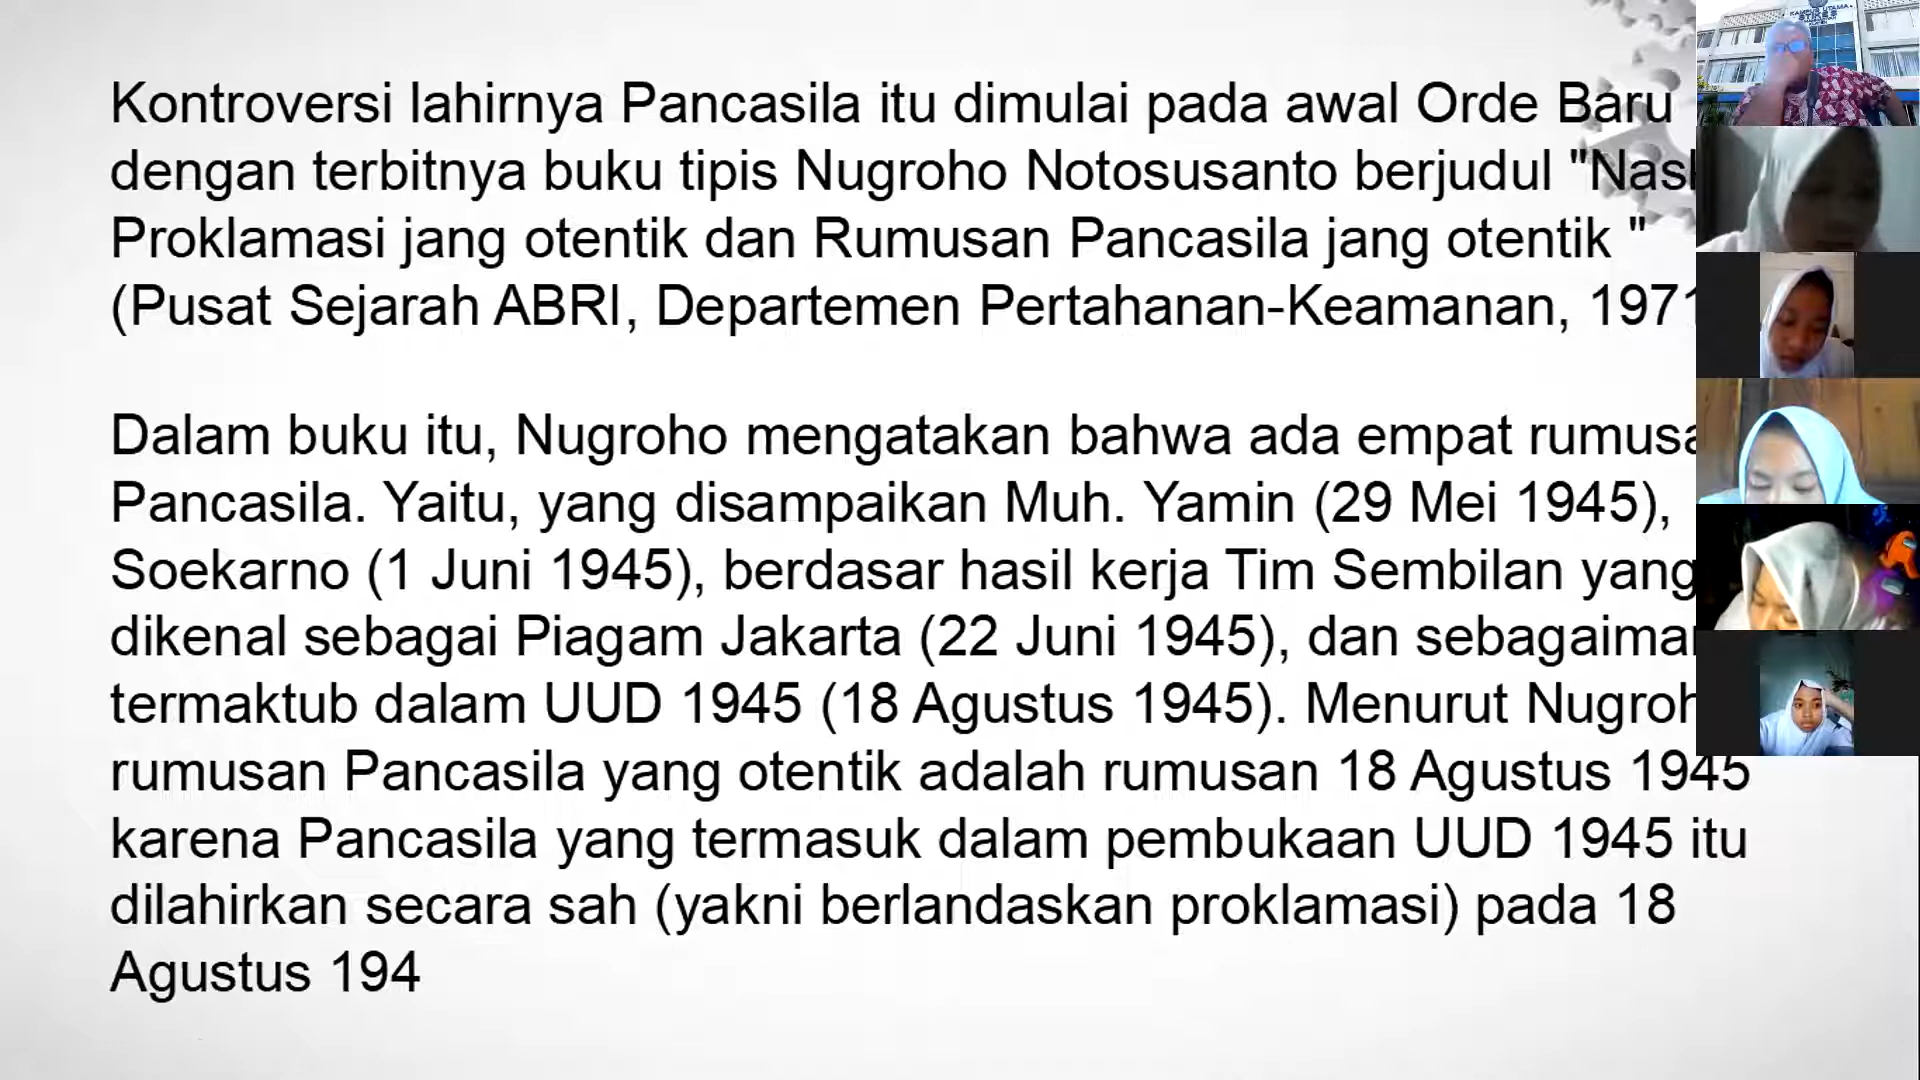 Kontroversi lahirnya Pancasila itu dimulai pada awal Orde Baru
dengan terbitnya buku tipis Nugroho Notosusanto berjudul
Proklamasi jang otentik dan Rumusan Pancasila jang otentik "
(Pusat Sejarah ABRI, Departemen Pertahanan-Keamanan, 1971
Dalam buku itu, Nugroho mengatakan bahwa ada empat
Pancasila. Yaitu, yang disampaikan Muh. Yamin (29 Mei 1945),
Soekarno (1 Juni 1945), berdasar hasil kerja Tim Sembilan yang
dikenal sebagai Piagam Jakarta (22 Juni 1945), dan
termaktub dalam UUD 1945 (18 Agustus 1945). Menurut
rumusan Pancasila yang otentik adalah rumusan 18 Agustus 1945
karena Pancasila yang termasuk dalam pembukaan UUD 1945 itu
dilahirkan secara sah (yakni berlandaskan proklamasi) pada 18
Agustus 194
KAMPUS UTAMA